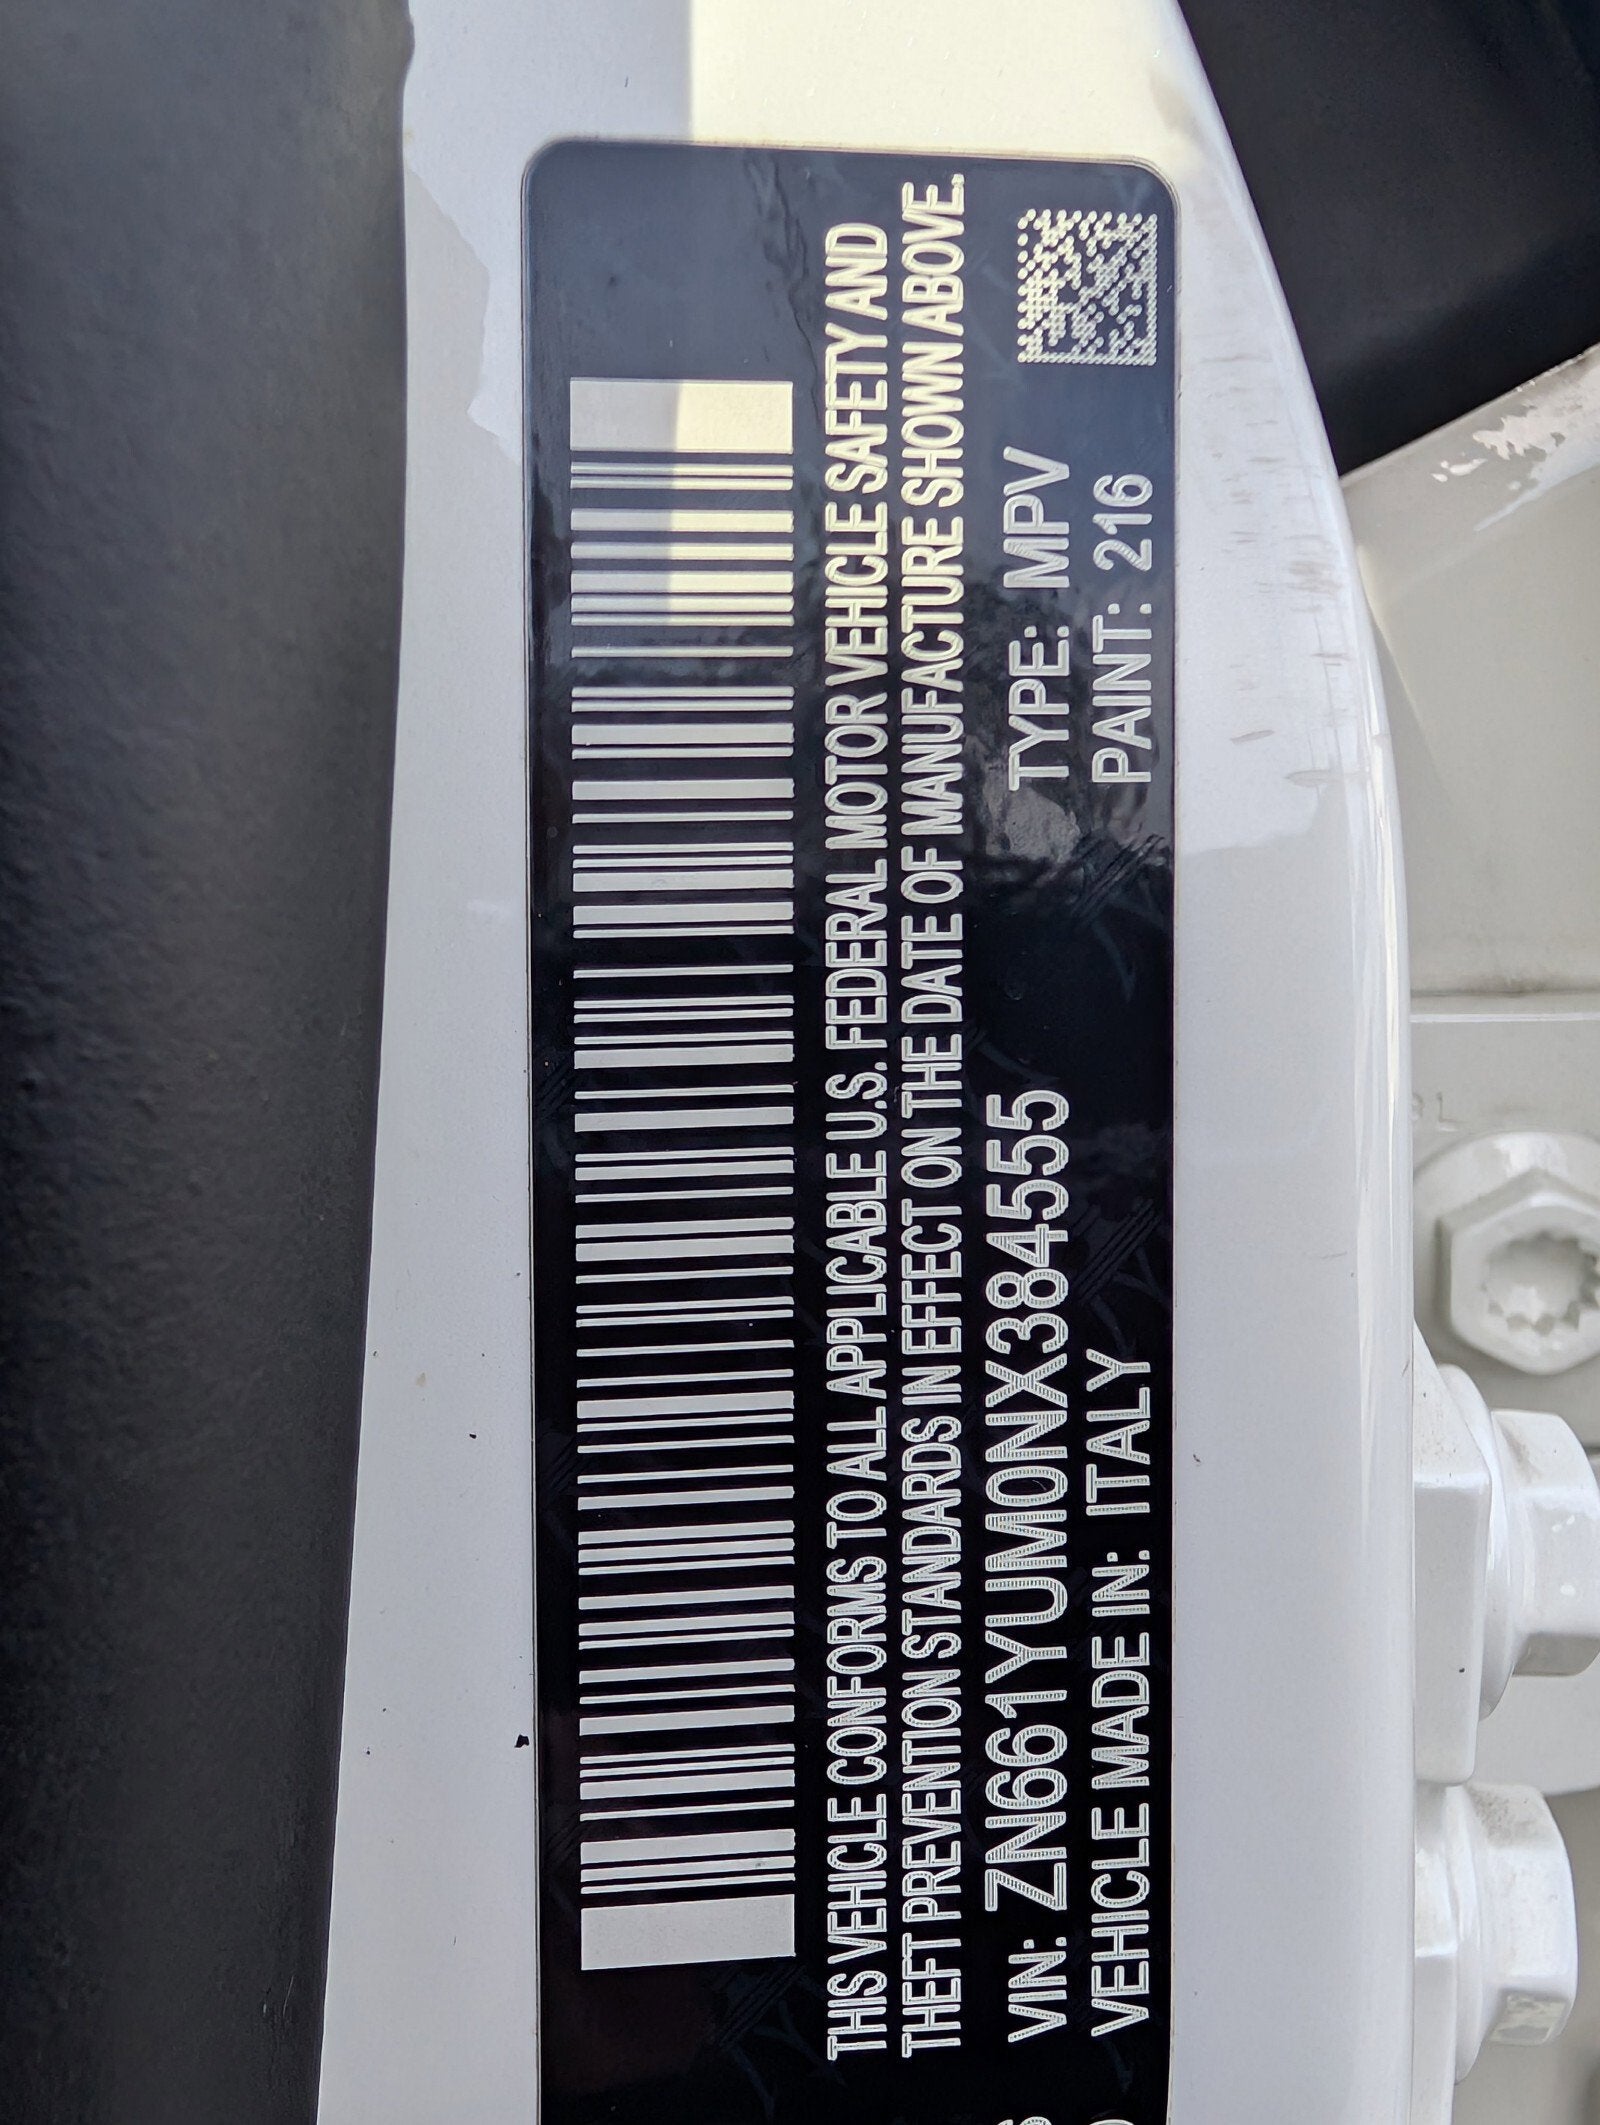 THIS VEHICLE CONFORMS TO ALL APPLICABLE U.S. FEDERAL MOTOR VEHICLE SAFETY AND
THEFT PREVENTION STANDARDS IN EFFECT ON THE DATE OF MANUFACTURE SHOWN ABOVE.
VIN: ZN661YUM0NX384555 TYPE: MPV
VEHICLE MADE IN: ITALY PAINT: 216